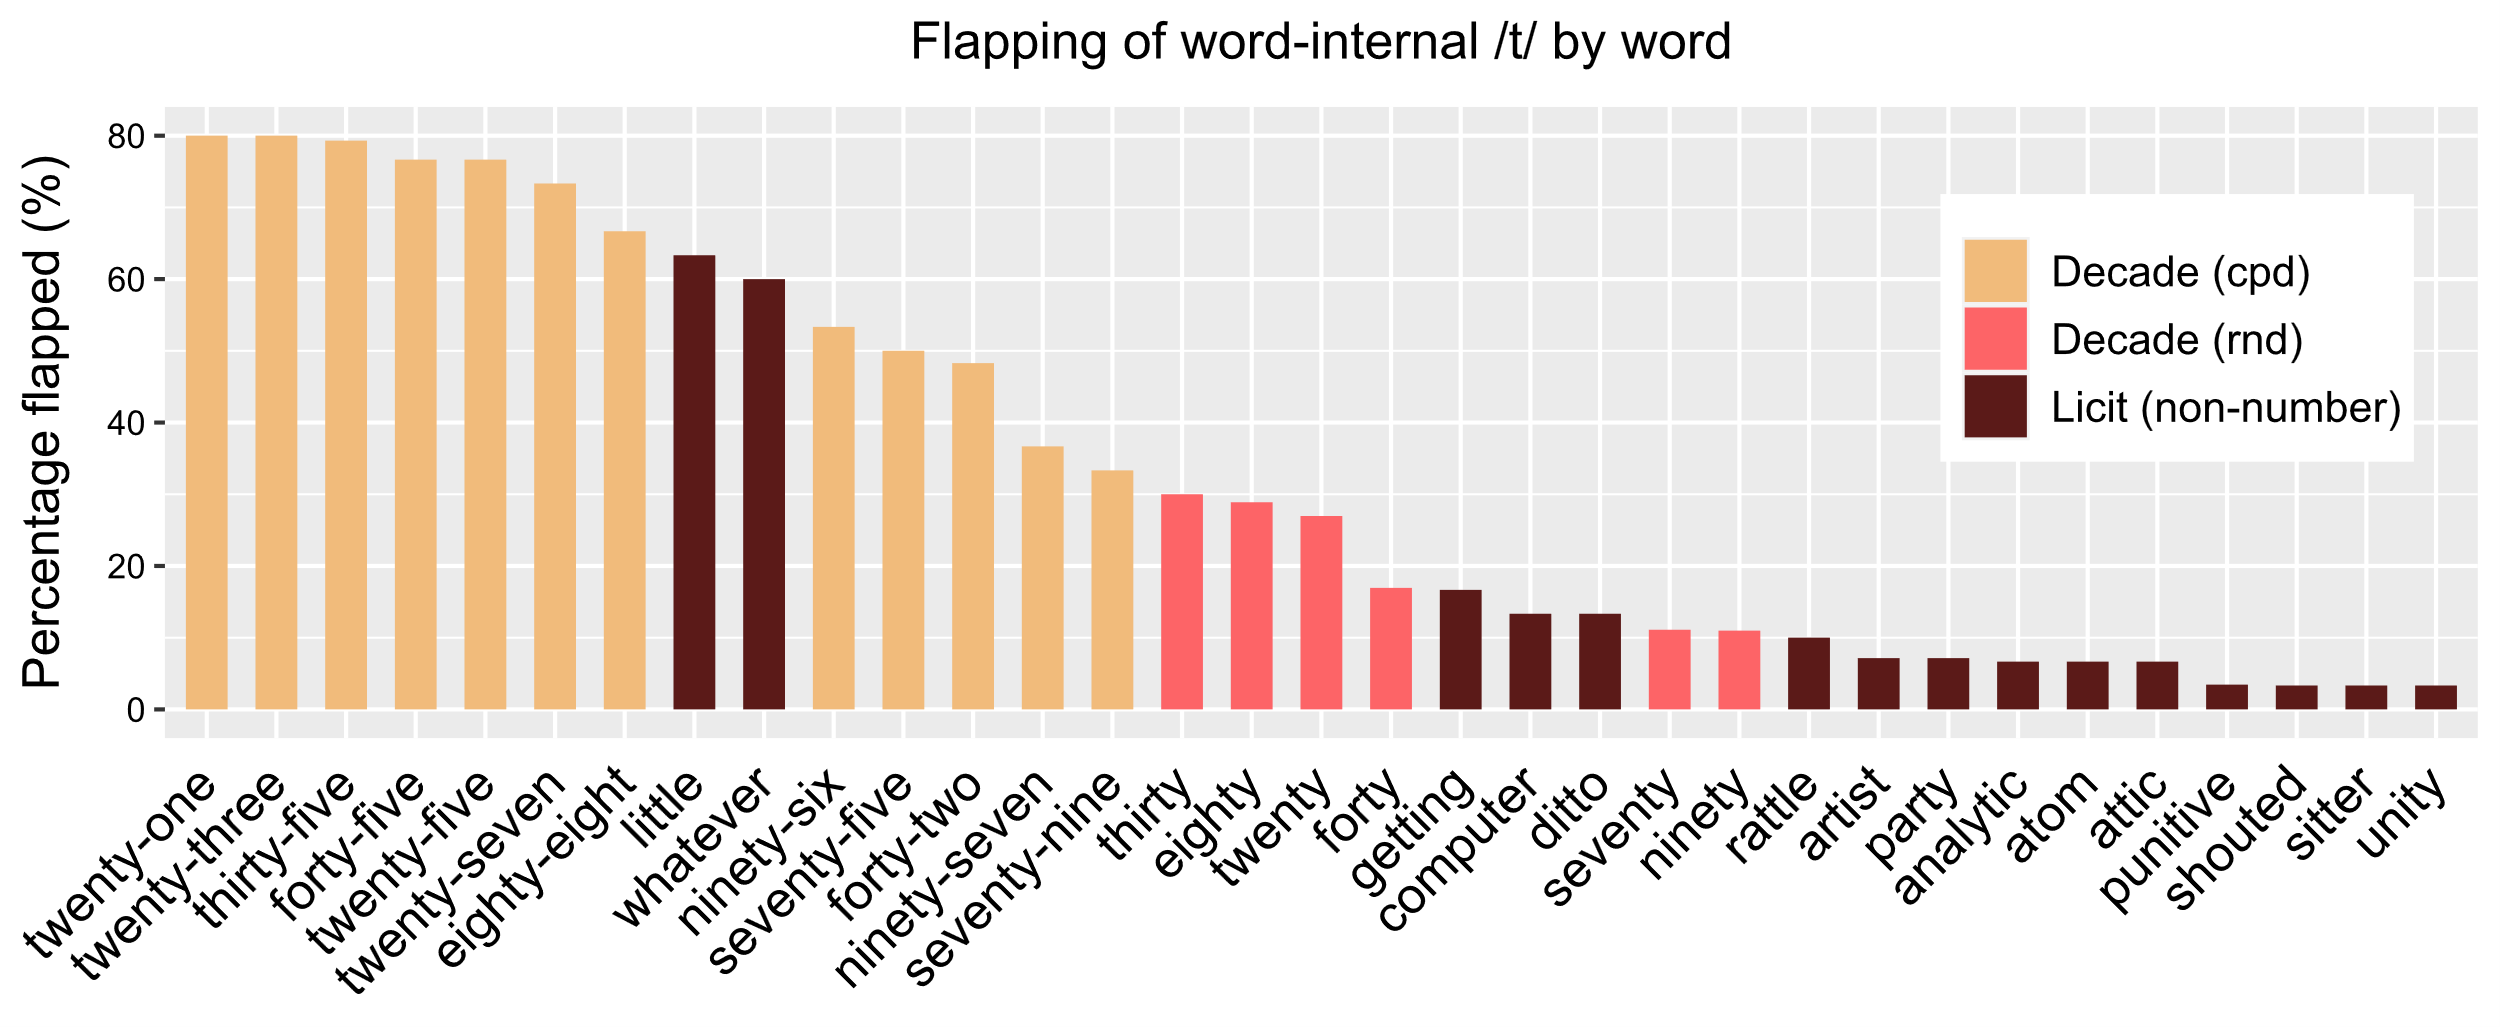 Flapping of word-internal //t// by word
Percentage flapped (%)
80
60
40
20
0
Decade (cpd)
Decade (rnd)
Licit (non-number)
twenty-one
twenty-three
thirty-five
forty-five
twenty-five
twenty-seven
eighty-eight
little
whatever
ninety-six
seventy-five
forty-two
ninety-seven
seventy-nine
thirty
eighty
twenty
forty
getting
computer
ditto
seventy
ninety
rattle
artist
party
analytic
atom
attic
punitive
shouted
sitter
unity